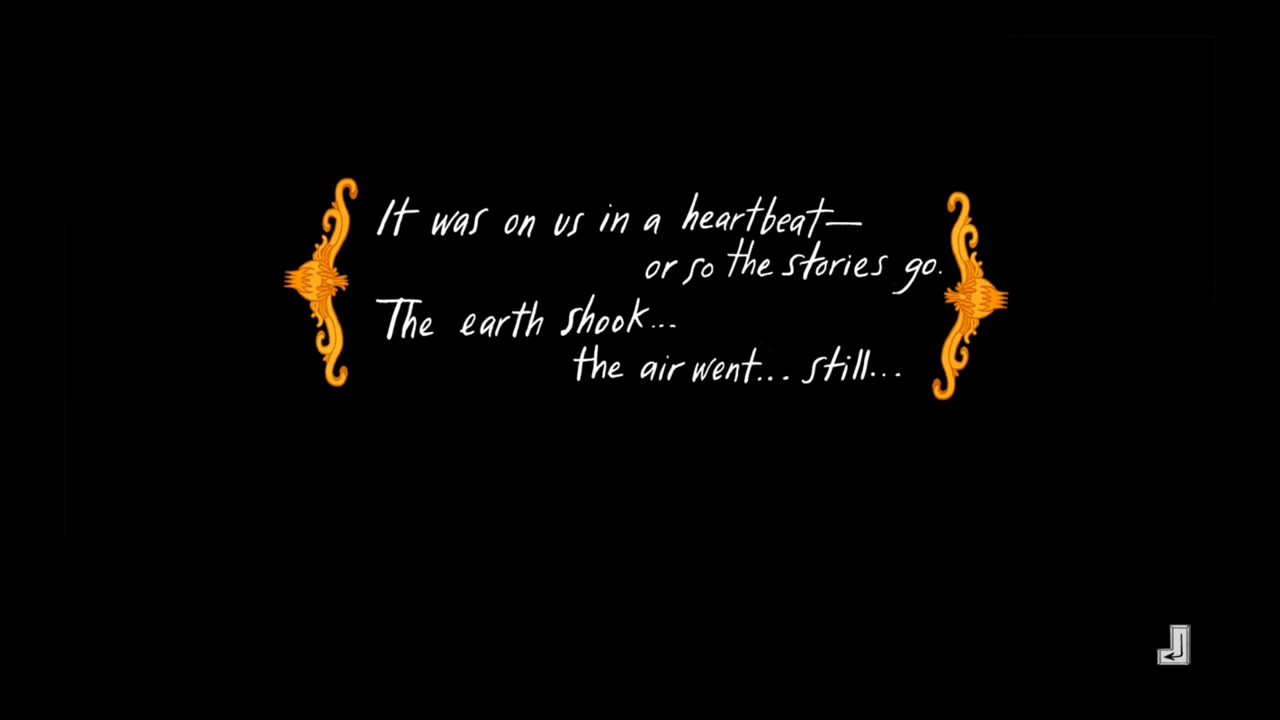 It was on us in a heartbeat—
or so the stories go.
The earth shook...
the air went... still...